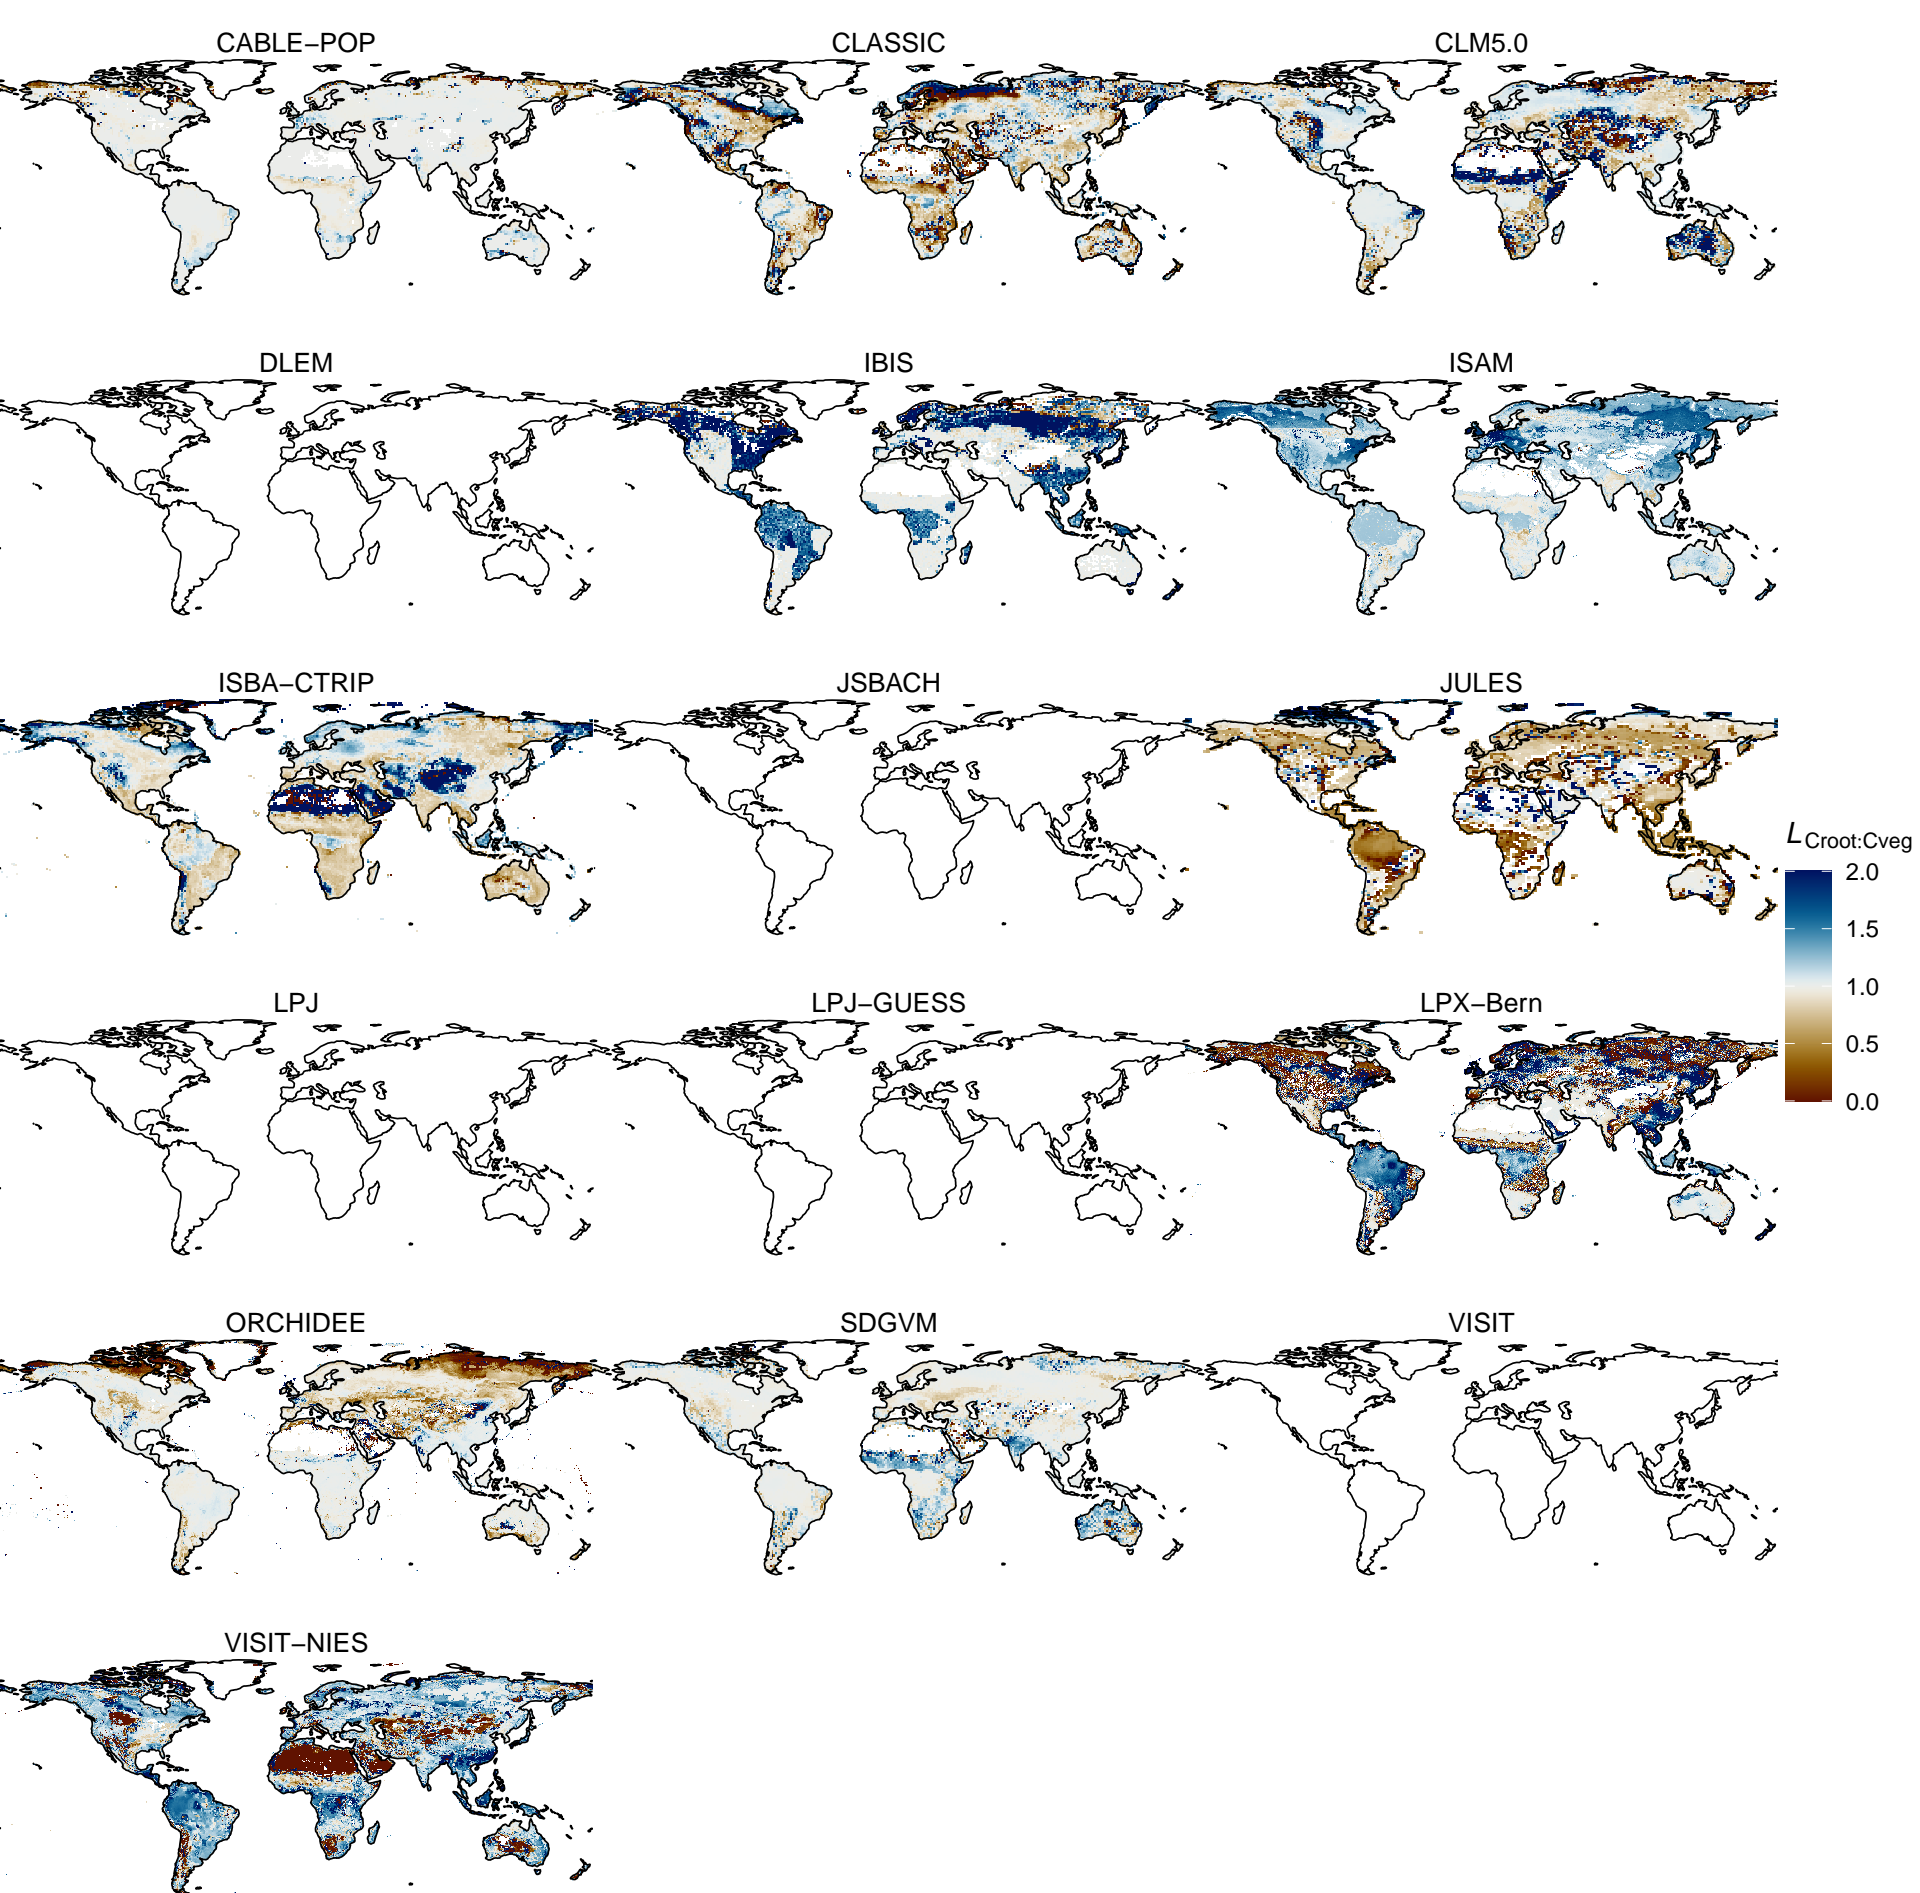 CABLE−POP
CLASSIC
CLM5.0
DLEM
IBIS
ISAM
ISBA−CTRIP
JSBACH
JULES
LCroot:Cveg
2.0
1.5
1.0
0.5
0.0
LPJ
LPJ−GUESS
LPX−Bern
ORCHIDEE
SDGVM
VISIT
VISIT−NIES